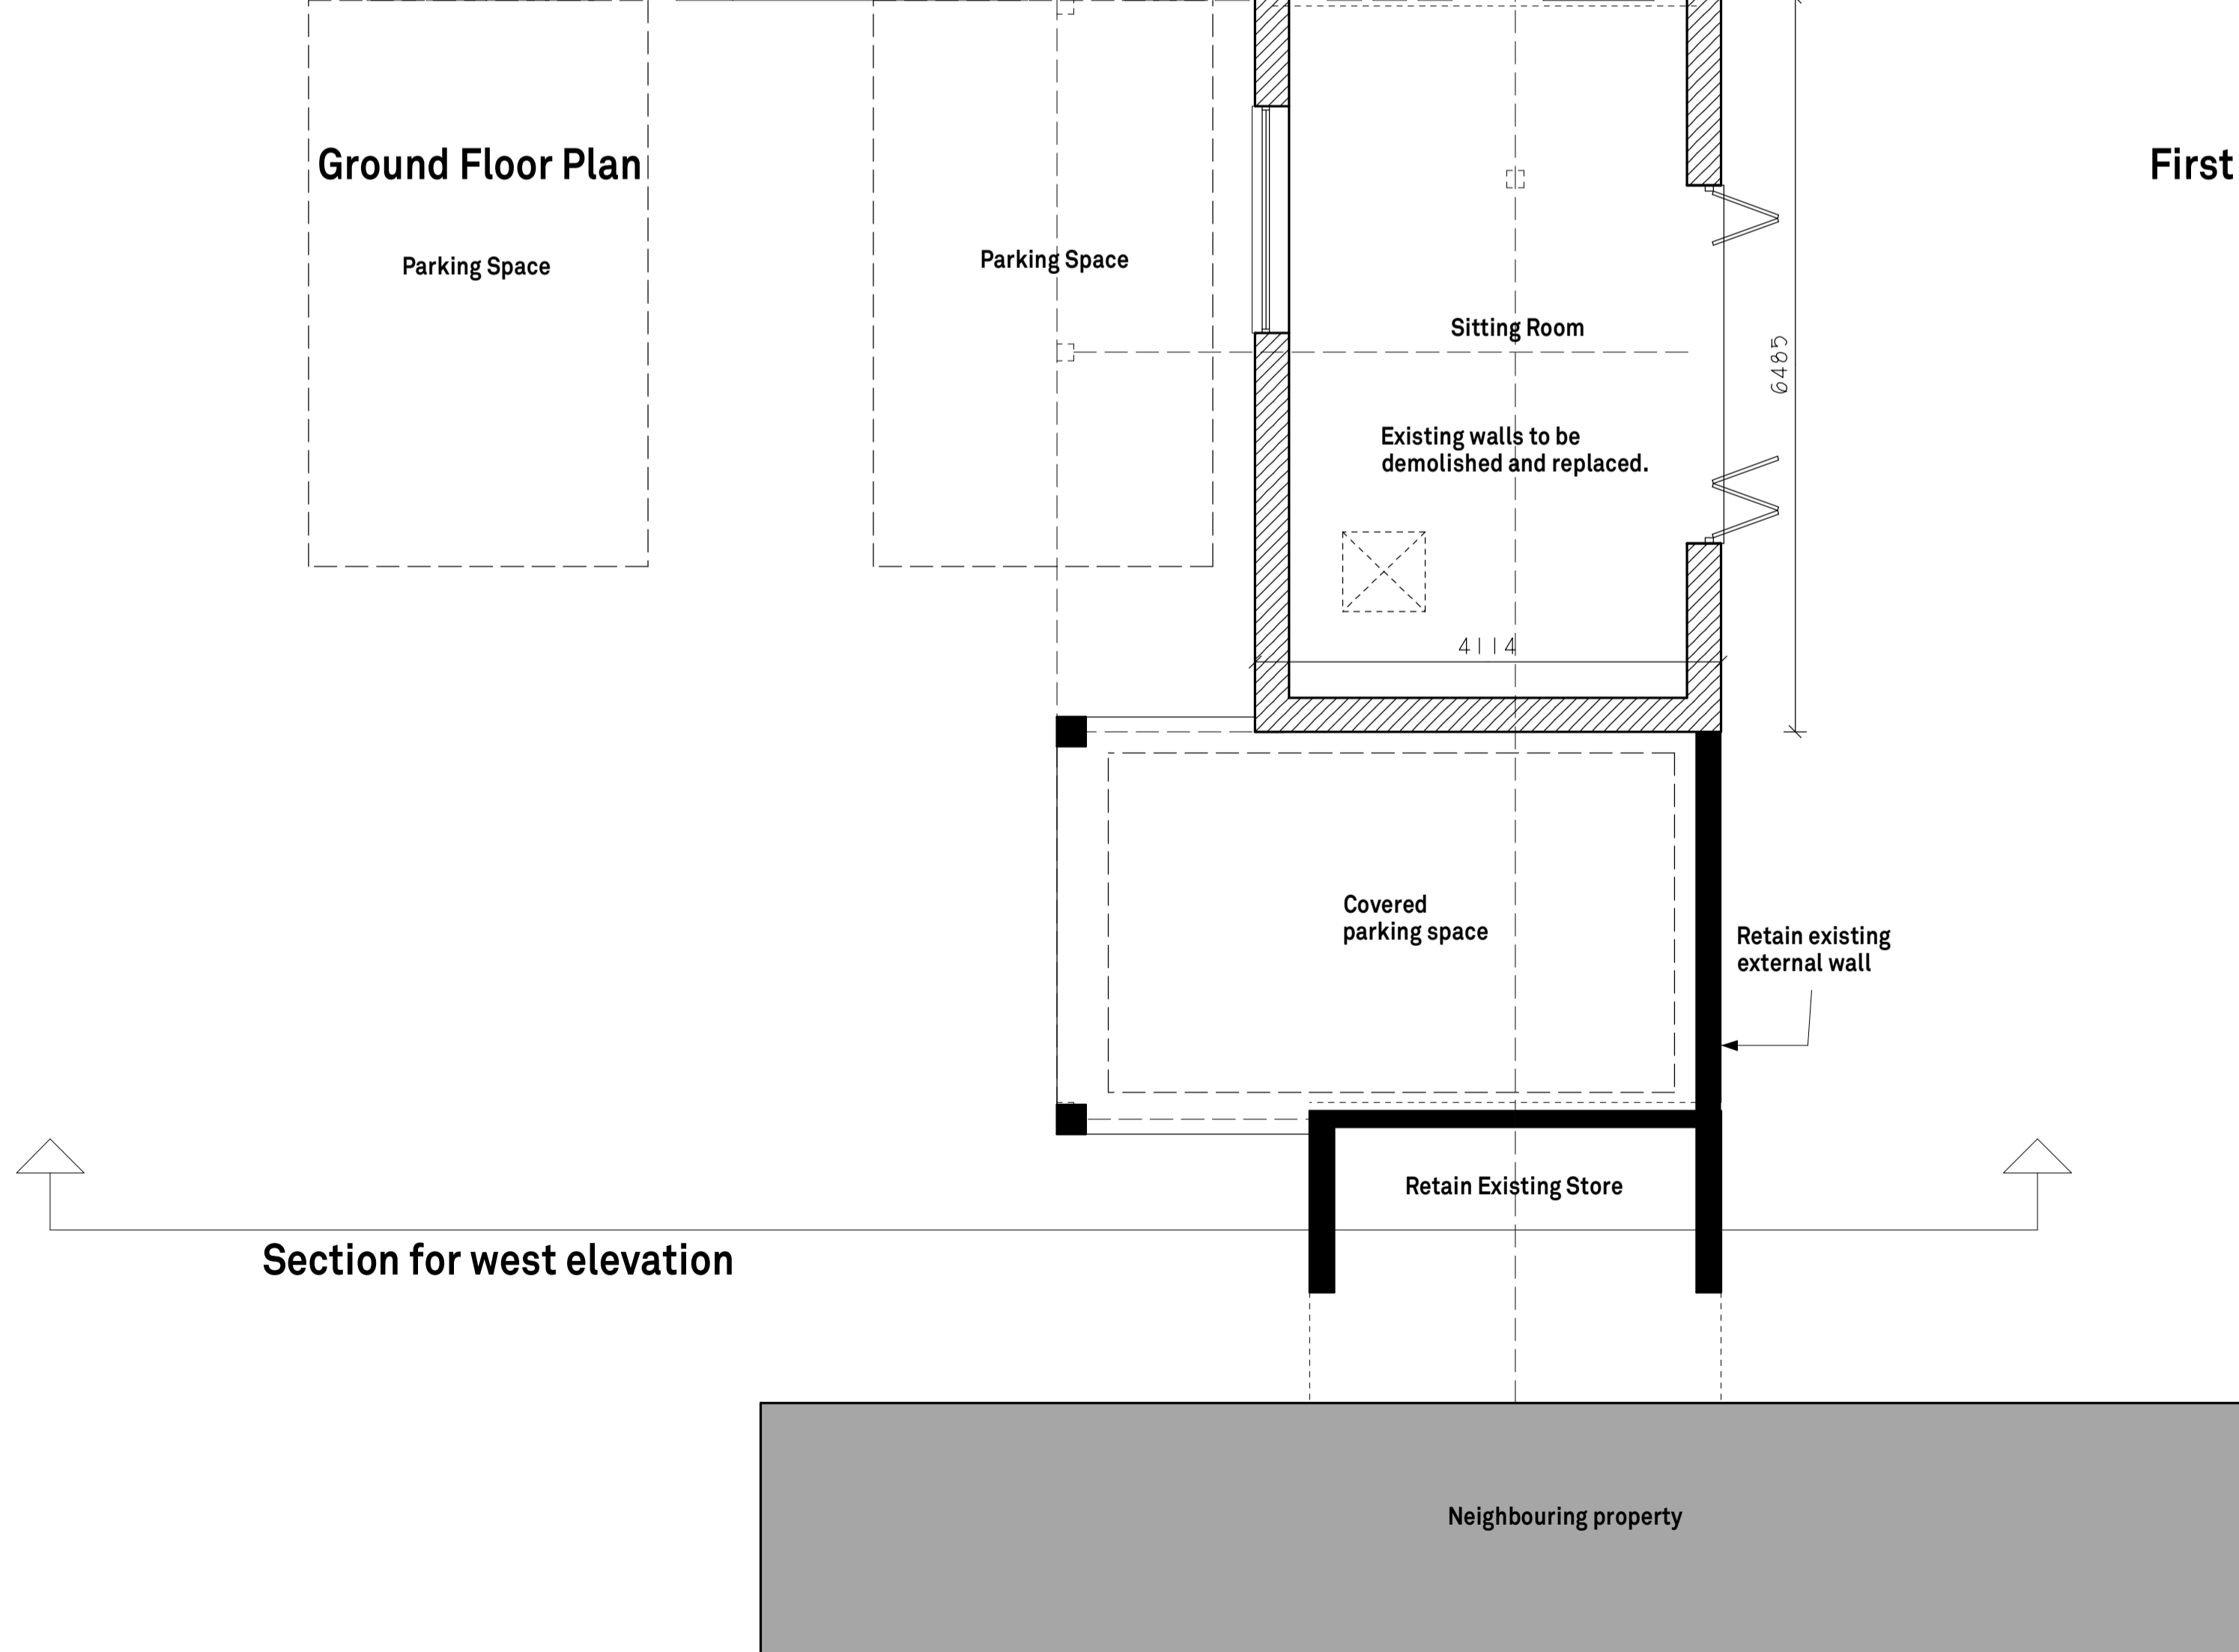 Ground Floor Plan
First
Parking Space
Parking Space
Sitting Room
6485
Existing walls to be
demolished and replaced.
4114
Covered
parking space
Retain existing
external wall
Retain Existing Store
Section for west elevation
Neighbouring property